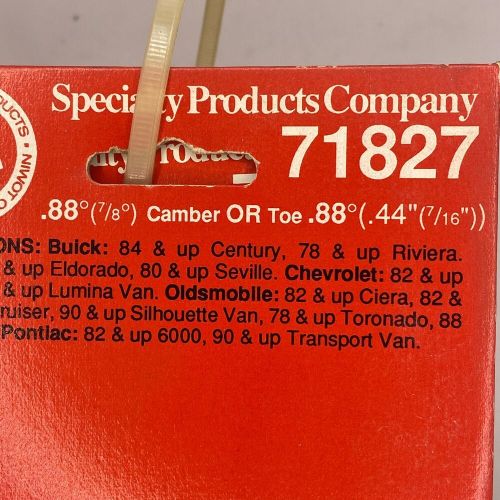 Specialty Products Company
71827
.88°(7/8°) Camber OR Toe .88°(.44"(7/16"))
ONS: Buick: 84 & up Century, 78 & up Riviera.
& up Eldorado, 80 & up Seville. Chevrolet: 82 & up
& up Lumina Van. Oldsmobile: 82 & up Ciera, 82 &
ruiser, 90 & up Silhouette Van, 78 & up Toronado, 88
Pontiac: 82 & up 6000, 90 & up Transport Van.